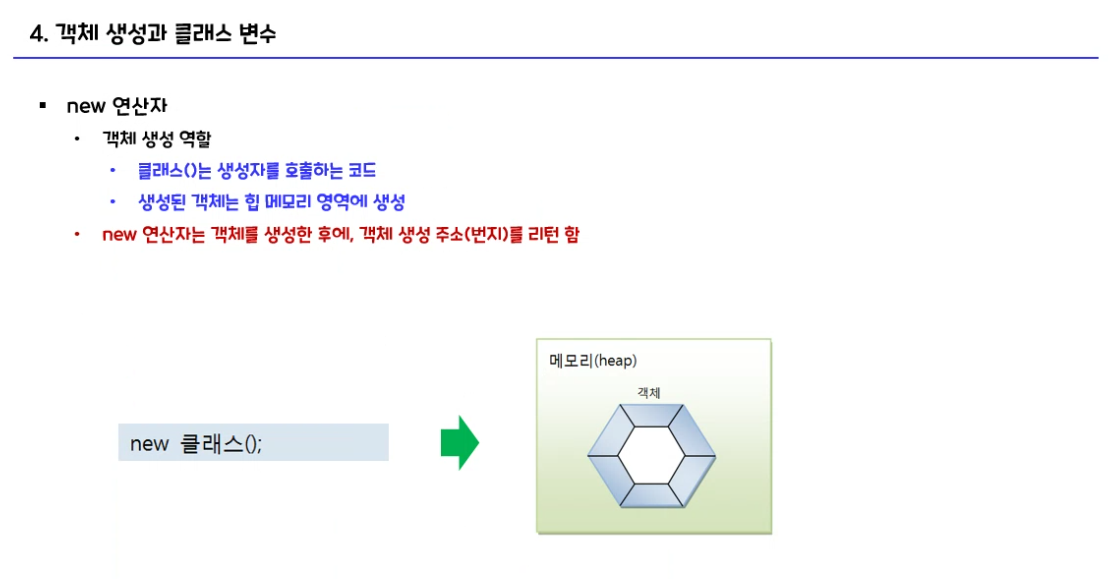 4. 객체 생성과 클래스 변수
▪ new 연산자
• 객체 생성 역할
• 클래스()는 생성자를 호출하는 코드
• 생성된 객체는 힙 메모리 영역에 생성
• new 연산자는 객체를 생성한 후에, 객체 생성 주소(번지)를 리턴 함
메모리(heap)
객체
new 클래스();